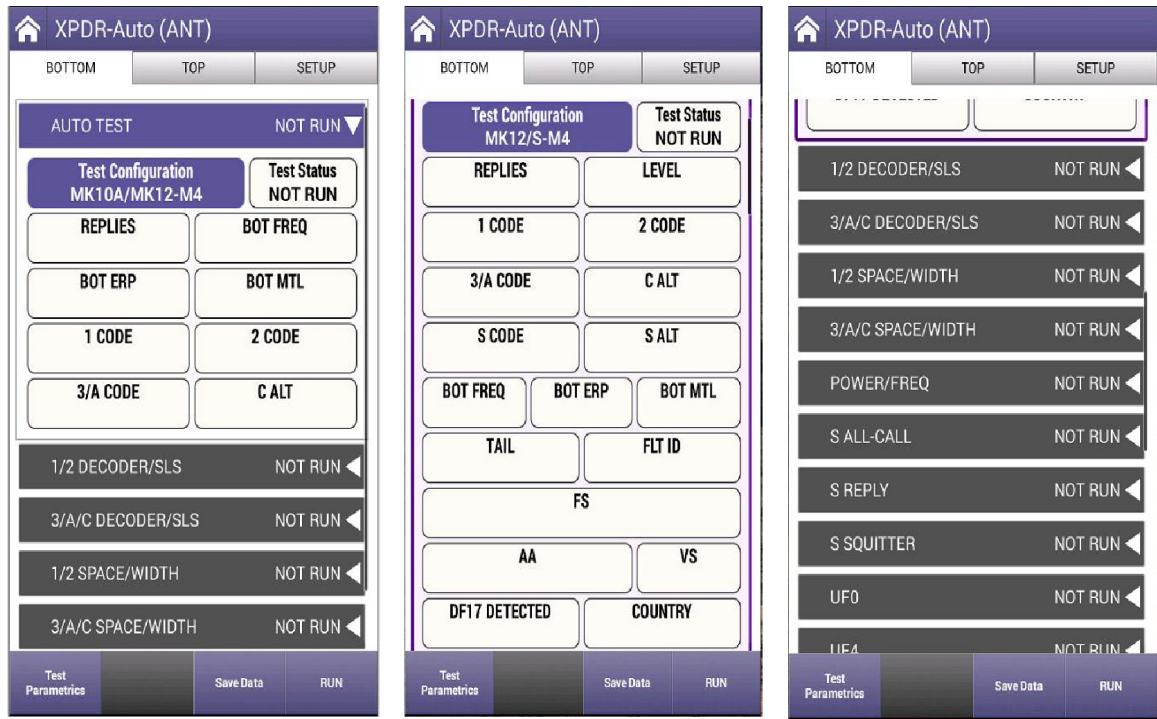 XPDR-Auto (ANT)
BOTTOM TOP SETUP
AUTO TEST NOT RUN
Test Configuration Test Status
MK10A/MK12-M4 NOT RUN
REPLIES BOT FREQ
BOT ERP BOT MTL
1 CODE 2 CODE
3/A CODE C ALT
1/2 DECODER/SLS NOT RUN
3/A/C DECODER/SLS NOT RUN
1/2 SPACE/WIDTH NOT RUN
3/A/C SPACE/WIDTH NOT RUN
Test
Parametrics Save Data RUN
XPDR-Auto (ANT)
BOTTOM TOP SETUP
Test Configuration Test Status
MK12/S-M4 NOT RUN
REPLIES LEVEL
1 CODE 2 CODE
3/A CODE C ALT
S CODE S ALT
BOT FREQ BOT ERP BOT MTL
TAIL FLT ID
FS
AA VS
DF17 DETECTED COUNTRY
Test
Parametrics Save Data RUN
XPDR-Auto (ANT)
BOTTOM TOP SETUP
DF17 DETECTED COUNTRY
1/2 DECODER/SLS NOT RUN
3/A/C DECODER/SLS NOT RUN
1/2 SPACE/WIDTH NOT RUN
3/A/C SPACE/WIDTH NOT RUN
POWER/FREQ NOT RUN
S ALL-CALL NOT RUN
S REPLY NOT RUN
S SQUITTER NOT RUN
UF0 NOT RUN
UF4 NOT RUN
Test
Parametrics Save Data RUN